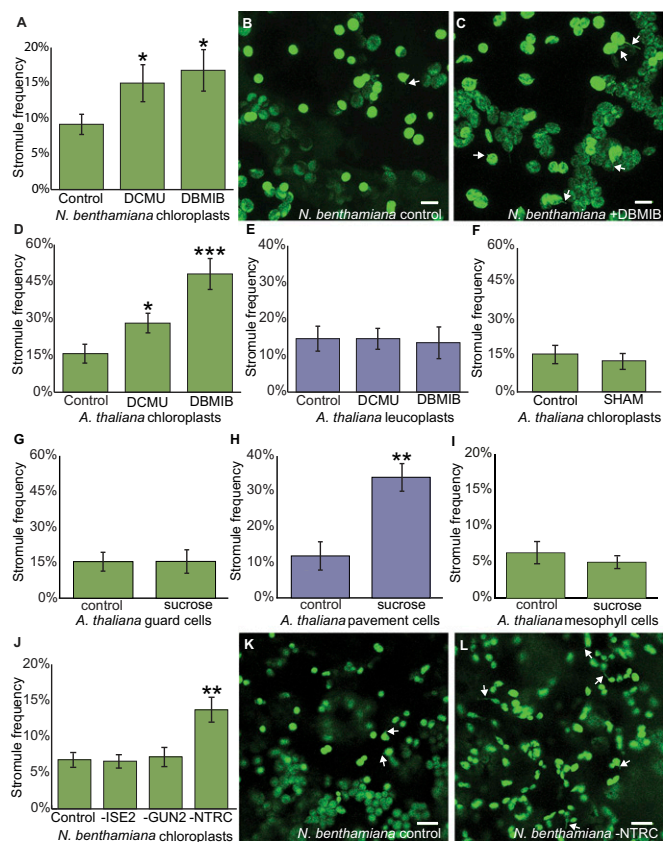 A
Stromule frequency
20%
15%
10%
5%
0%
*
*
Control DCMU DBMIB
N. benthamiana chloroplasts
B
N. benthamiana control
C
N. benthamiana +DBMIB
D
Stromule frequency
60%
45%
30%
15%
0%
*
***
Control DCMU DBMIB
A. thaliana chloroplasts
E
Stromule frequency
40%
30%
20%
10%
0%
Control DCMU DBMIB
A. thaliana leucoplasts
F
Stromule frequency
60%
45%
30%
15%
0%
Control SHAM
A. thaliana chloroplasts
G
Stromule frequency
60%
45%
30%
15%
0%
control sucrose
A. thaliana guard cells
H
Stromule frequency
40%
30%
20%
10%
0%
**
control sucrose
A. thaliana pavement cells
I
Stromule frequency
20%
15%
10%
5%
0%
control sucrose
A. thaliana mesophyll cells
J
Stromule frequency
20%
15%
10%
5%
0%
**
Control -ISE2 -GUN2 -NTRC
N. benthamiana chloroplasts
K
N. benthamiana control
L
N. benthamiana -NTRC